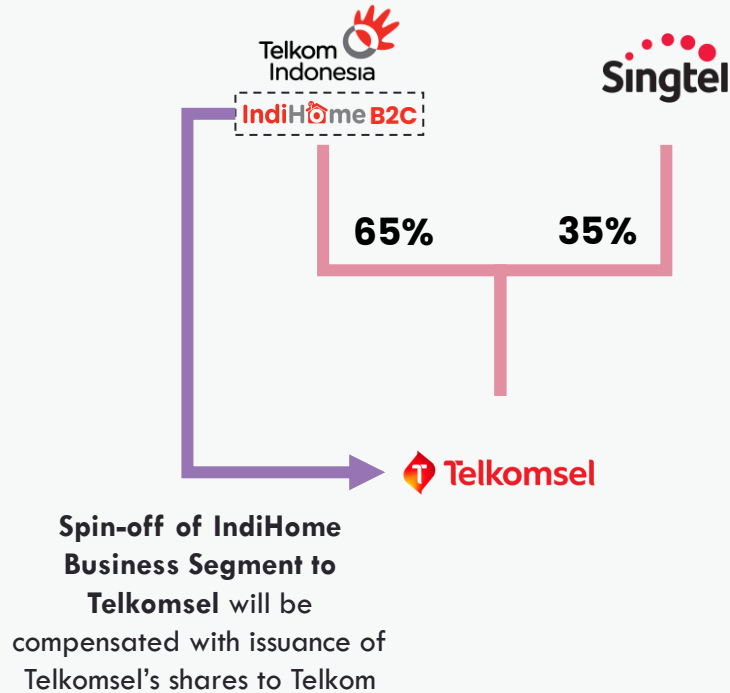 Telkom
Indonesia
Singtel
IndiHome B2C
65%
35%
T Telkomsel
Spin-off of IndiHome
Business Segment to
Telkomsel will be
compensated with issuance of
Telkomsel's shares to Telkom